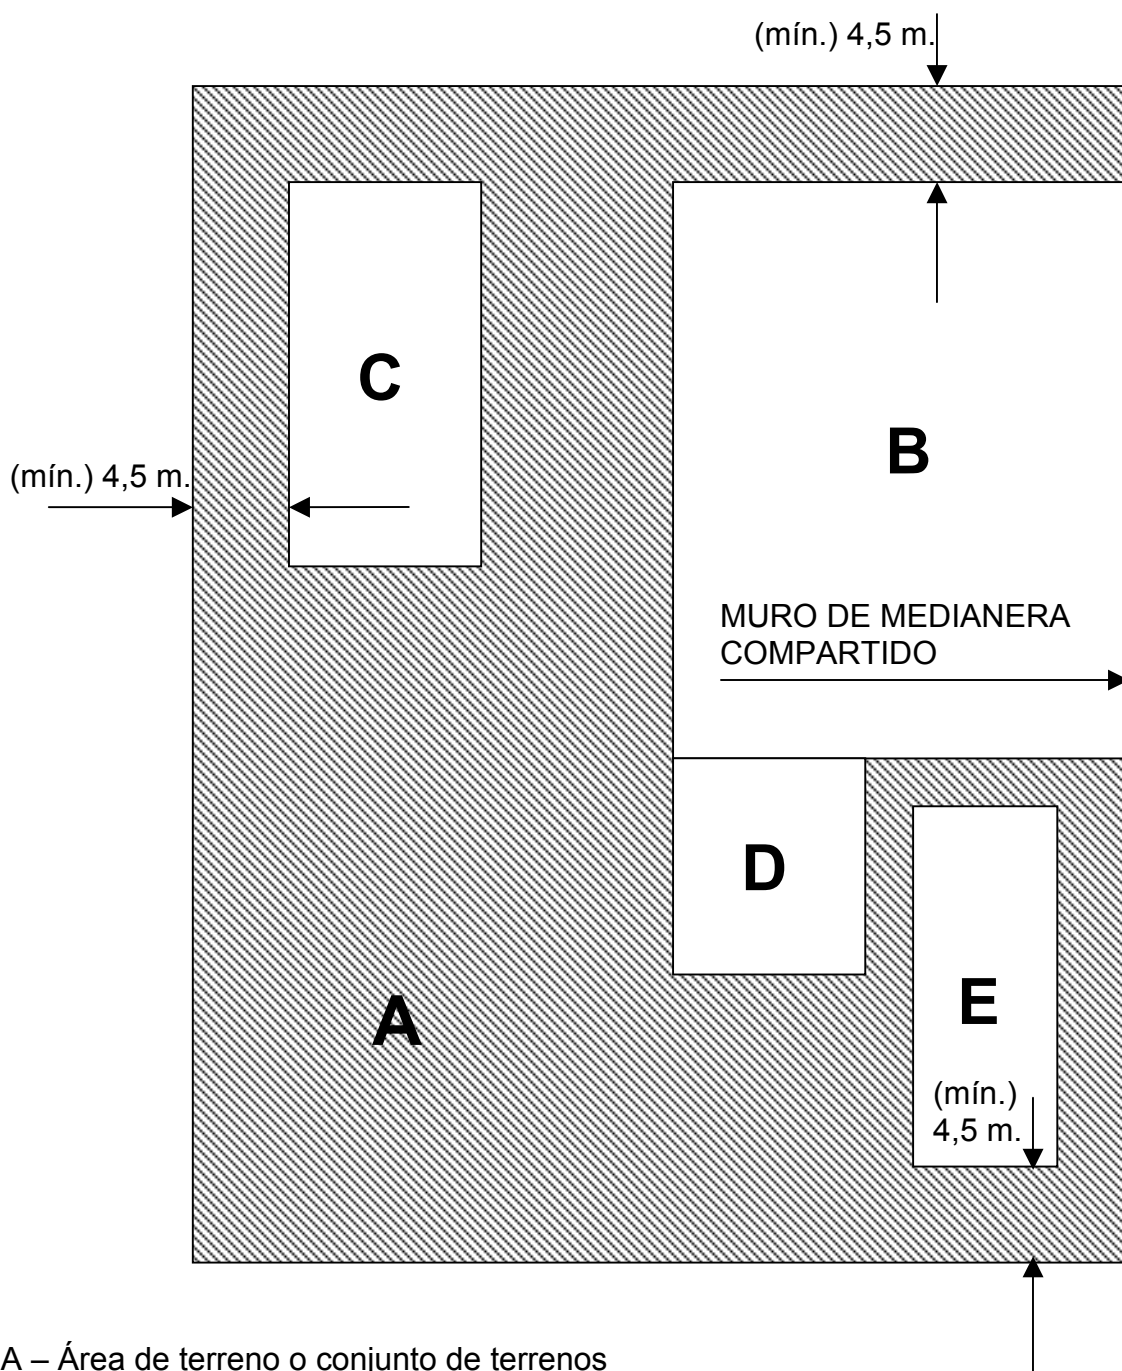 (mín.) 4,5 m.
C
B
(mín.) 4,5 m.
MURO DE MEDIANERA
COMPARTIDO
D
E
A
(mín.)
4,5 m.
A – Área de terreno o conjunto de terrenos